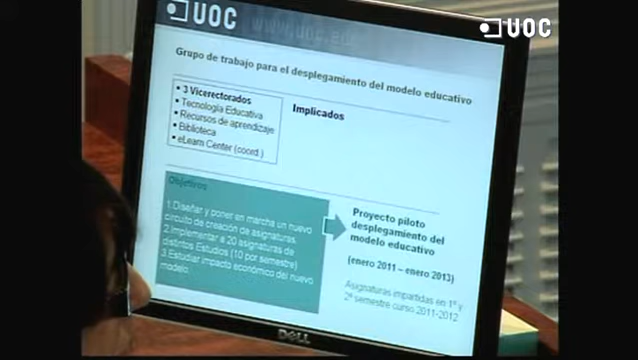 UOC www.uoc.edu
UOC
Grupo de trabajo para el desplegamiento del modelo educativo
• 3 Vicerectorados
• Tecnología Educativa
• Recursos de aprendizaje
• Biblioteca
• eLearn Center (coord.)
Implicados
Objetivos
1.Diseñar y poner en marcha un nuevo
circuito de creación de asignaturas.
2.Implementar a 20 asignaturas de
distintos Estudios (10 por semestre)
3.Estudiar impacto económico del nuevo
modelo.
Proyecto piloto
desplegamiento del
modelo educativo
(enero 2011 – enero 2013)
Asignaturas impartidas en 1º y
2º semestre curso 2011-2012
DELL